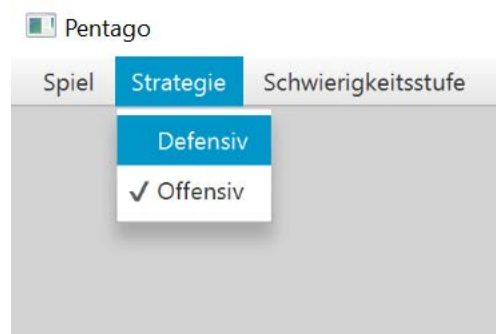 Pentago
Spiel Strategie Schwierigkeitsstufe
Defensiv
✓ Offensiv